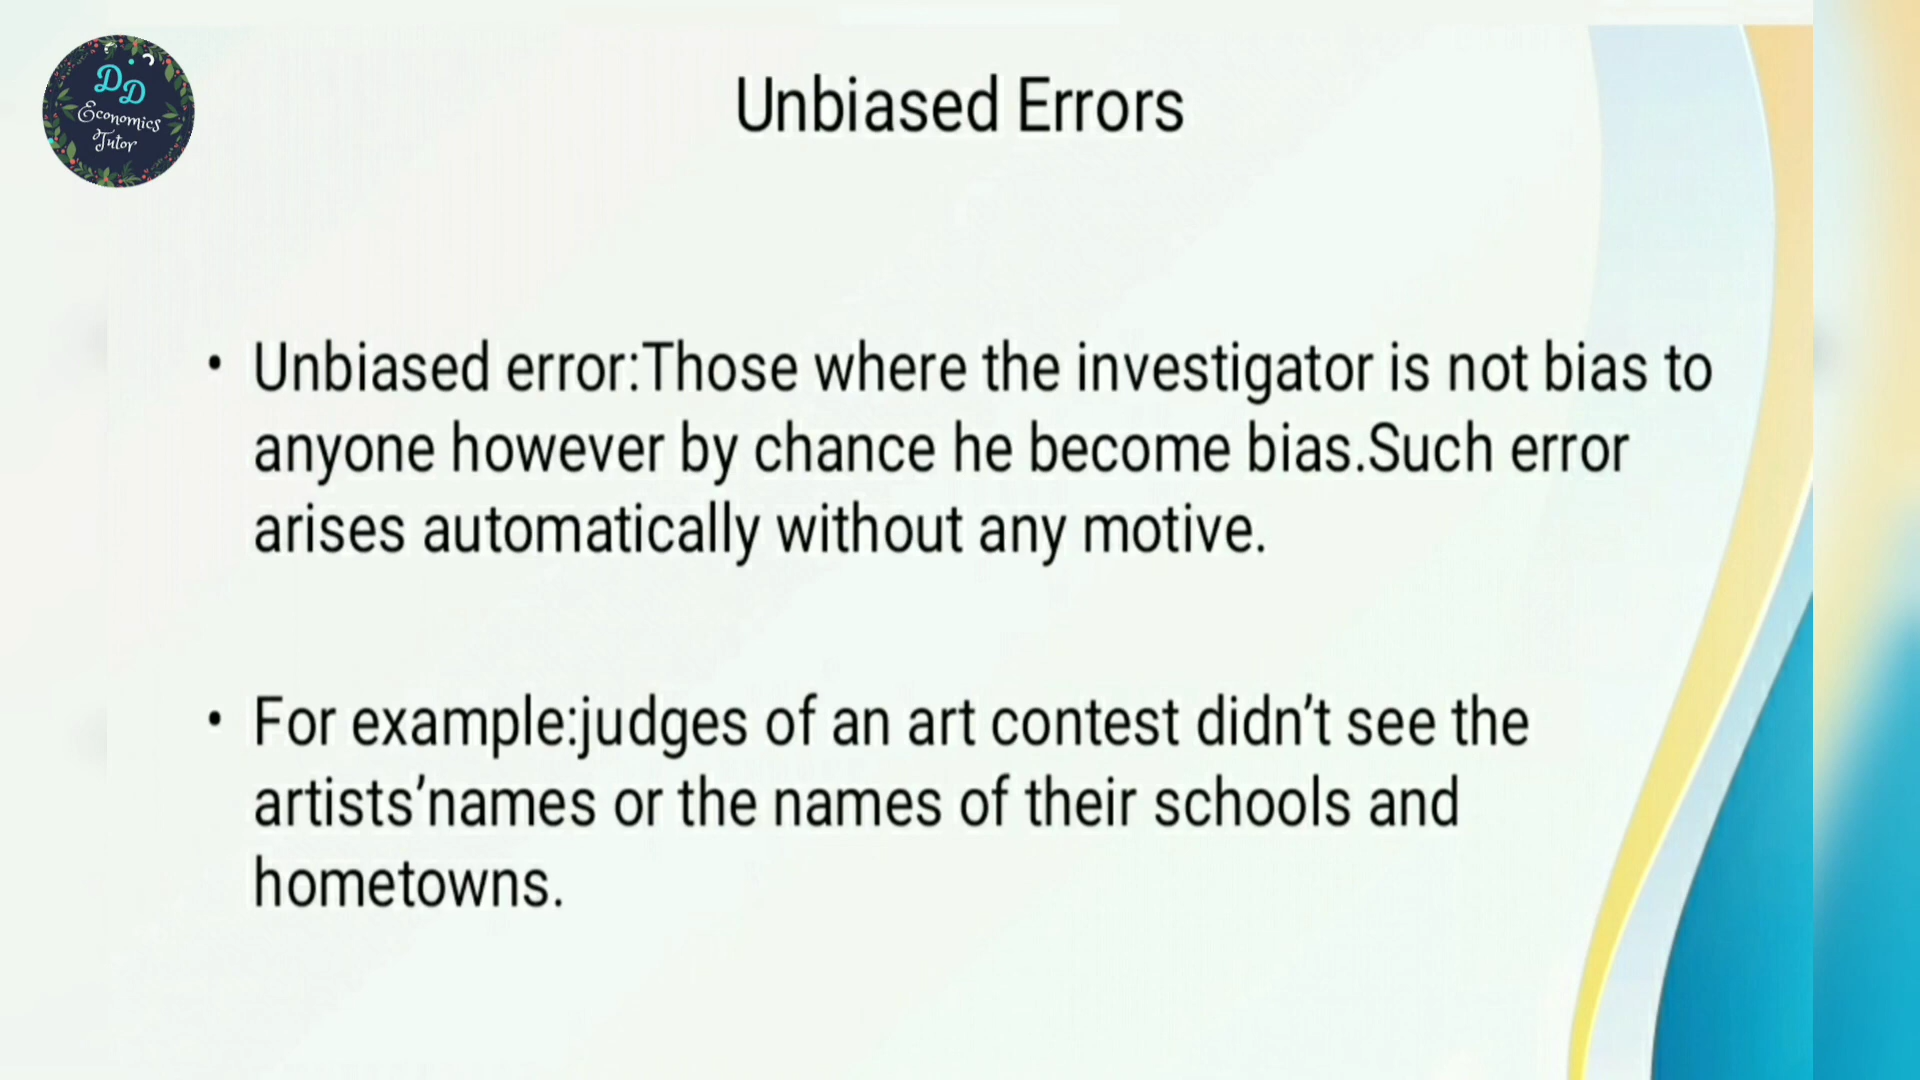 DD
Economics
Tutor
Unbiased Errors
• Unbiased error:Those where the investigator is not bias to
anyone however by chance he become bias.Such error
arises automatically without any motive.
• For example:judges of an art contest didn’t see the
artists’names or the names of their schools and
hometowns.